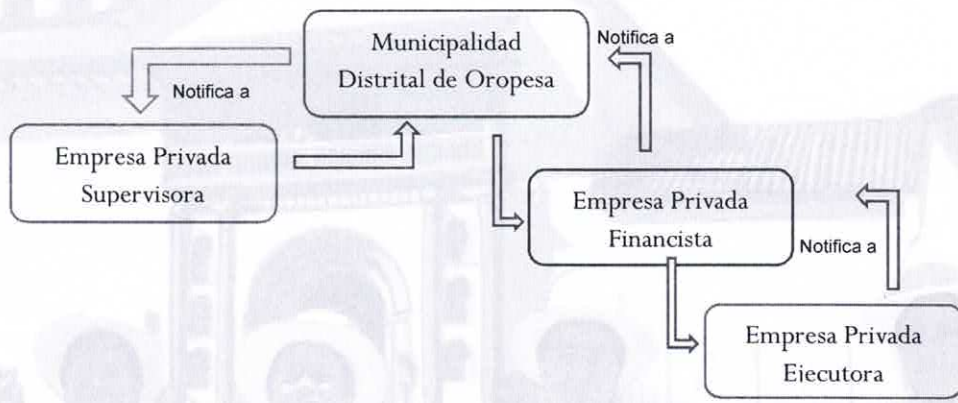 Municipalidad
Distrital de Oropesa
Notifica a
Notifica a
Empresa Privada
Supervisora
Empresa Privada
Financista
Notifica a
Empresa Privada
Ejecutora